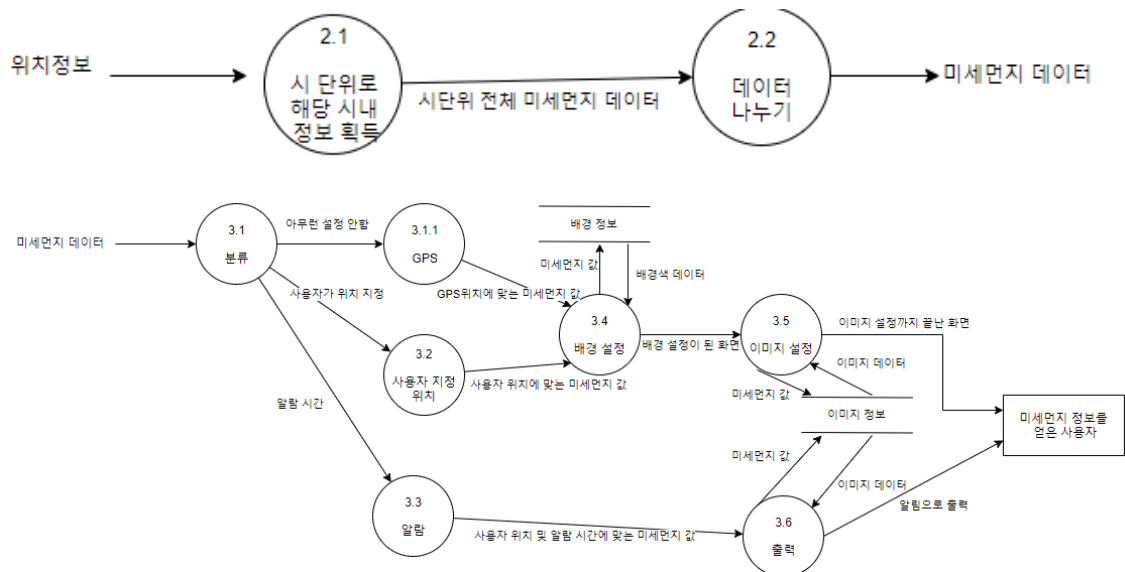 위치정보
2.1
시 단위로
해당 시내
정보 획득
시단위 전체 미세먼지 데이터
2.2
데이터
나누기
미세먼지 데이터
미세먼지 데이터
3.1
분류
아무런 설정 안함
3.1.1
GPS
사용자가 위치 지정
GPS위치에 맞는 미세먼지 값
배경 정보
미세먼지 값
배경색 데이터
3.4
배경 설정
배경 설정이 된 화면
3.5
이미지 설정
이미지 설정까지 끝난 화면
3.2
사용자 지정
위치
사용자 위치에 맞는 미세먼지 값
알람 시간
미세먼지 값
이미지 데이터
이미지 정보
미세먼지 값
이미지 데이터
미세먼지 정보를
얻은 사용자
3.3
알람
사용자 위치 및 알람 시간에 맞는 미세먼지 값
3.6
출력
알림으로 출력